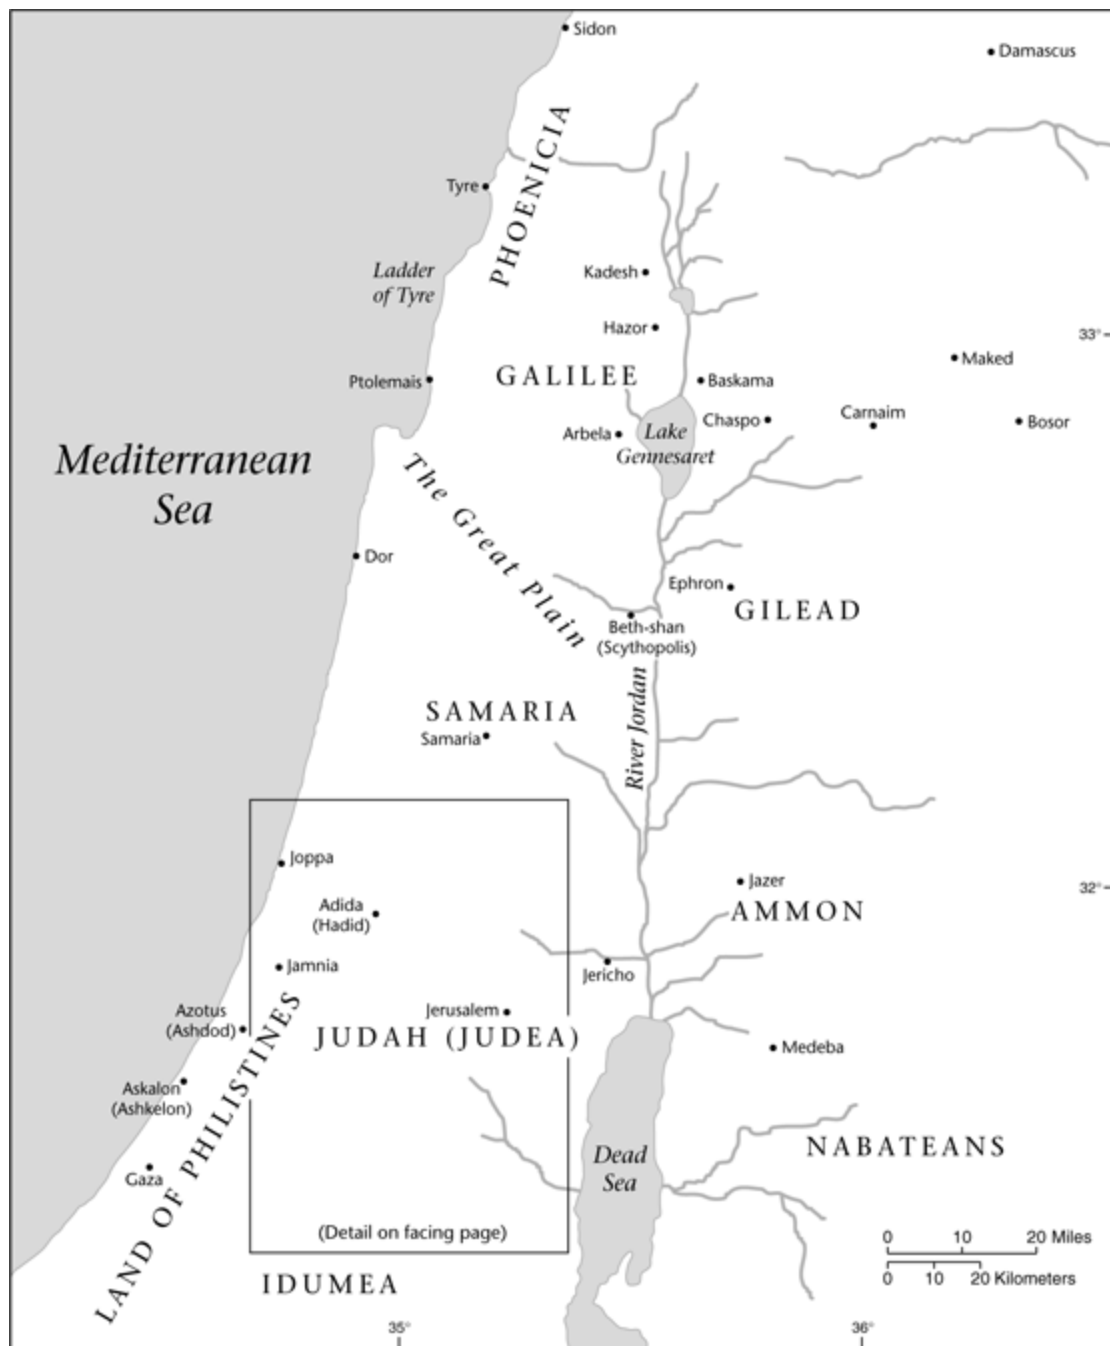 Sidon
Damascus
PHOENICIA
Tyre
Ladder
of Tyre
Kadesh
Hazor
33°
Maked
GALILEE
Baskama
Ptolemais
Chaspo
Carnaim
Bosor
Arbela
Lake
Gennesaret
Mediterranean
Sea
The Great Plain
Dor
Ephron
GILEAD
Beth-shan
(Scythopolis)
River Jordan
SAMARIA
Samaria
Joppa
Jazer
32°
Adida
(Hadid)
AMMON
Jamnia
Jericho
Azotus
(Ashdod)
Jerusalem
JUDAH (JUDEA)
Medeba
Askalon
(Ashkelon)
LAND OF PHILISTINES
Gaza
Dead
Sea
NABATEANS
(Detail on facing page)
0 10 20 Miles
0 10 20 Kilometers
IDUMEA
35°
36°